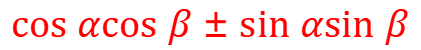 cos 𝛼cos 𝛽 ± sin 𝛼sin 𝛽